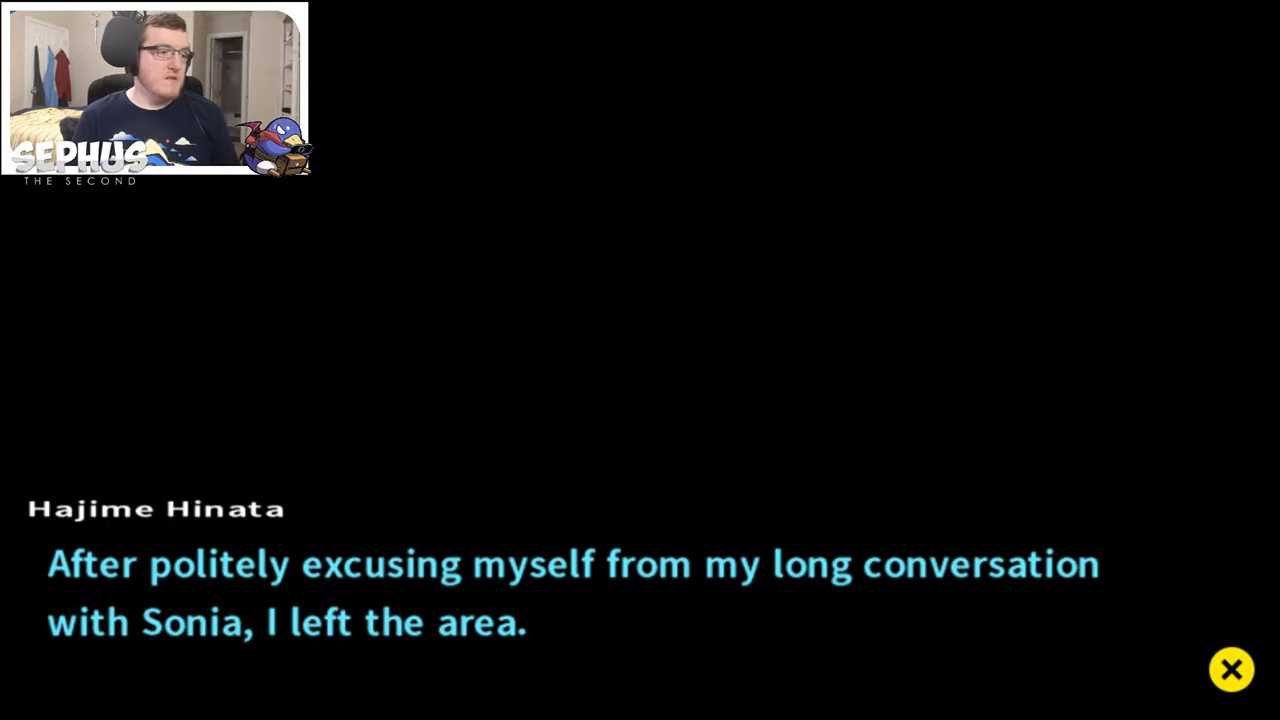 SEPHUS
THE SECOND
Hajime Hinata
After politely excusing myself from my long conversation
with Sonia, I left the area.